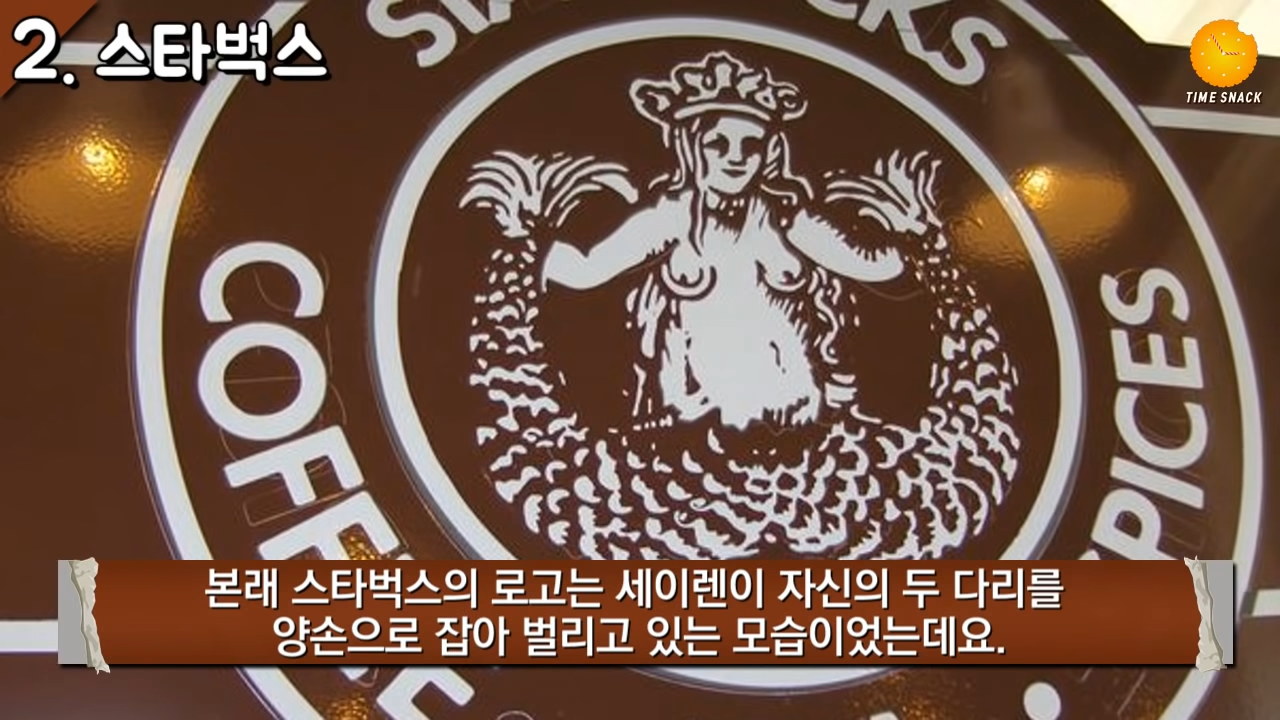 2. 스타벅스
TIME SNACK
COFFEE
SPICES
본래 스타벅스의 로고는 세이렌이 자신의 두 다리를
양손으로 잡아 벌리고 있는 모습이었는데요.